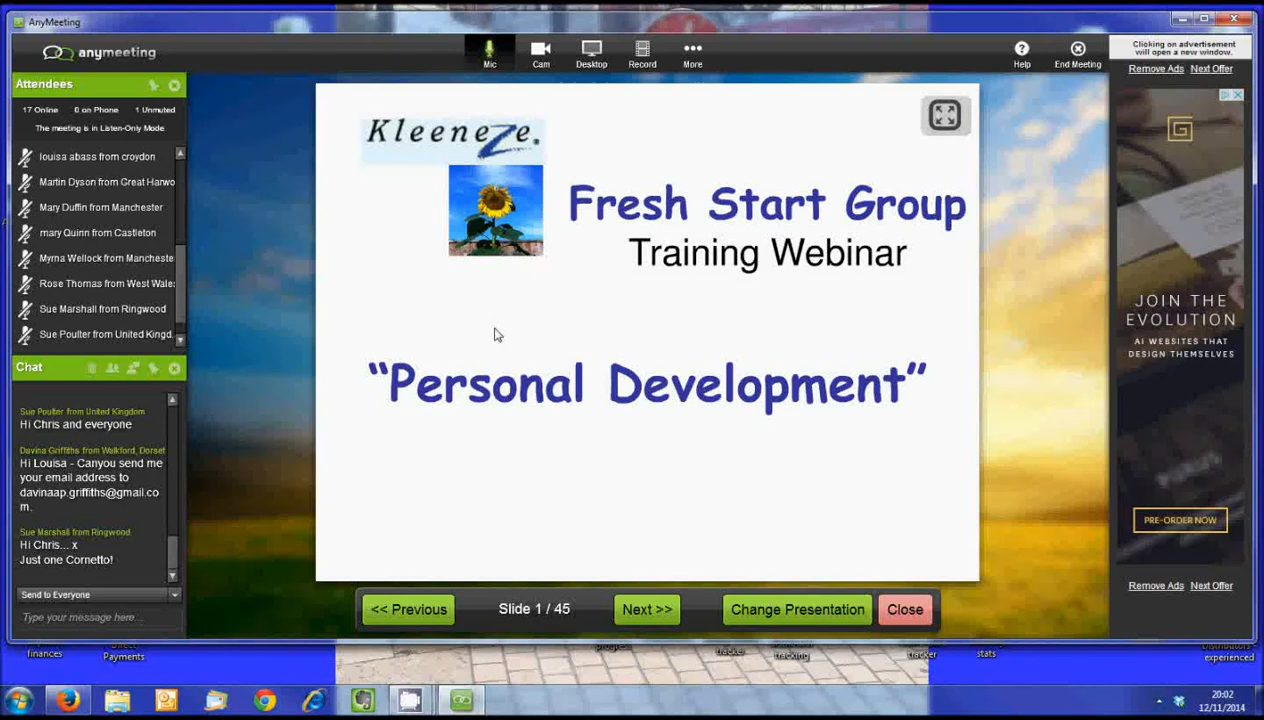 AnyMeeting
anymeeting
Mic
Cam
Desktop
Record
More
Help
End Meeting
Clicking on advertisement
will open a new window.
Remove Ads Next Offer
Attendees
17 Online 0 on Phone 1 Unmuted
The meeting is in Listen-Only Mode
louisa abass from croydon
Martin Dyson from Great Harwo
Mary Duffin from Manchester
mary Quinn from Castleton
Myrna Wellock from Mancheste
Rose Thomas from West Wale
Sue Marshall from Ringwood
Sue Poulter from United Kingd
Chat
Sue Poulter from United Kingdom
Hi Chris and everyone
Davina Griffiths from Walkford, Dorset
Hi Louisa - Canyou send me
your email address to
davinaap.griffiths@gmail.co
m.
Sue Marshall from Ringwood
Hi Chris... x
Just one Cornetto!
Send to Everyone
Type your message here...
Kleeneze.
Fresh Start Group
Training Webinar
“Personal Development”
<< Previous
Slide 1 / 45
Next >>
Change Presentation
Close
JOIN THE
EVOLUTION
AI WEBSITES THAT
DESIGN THEMSELVES
PRE-ORDER NOW
Remove Ads Next Offer
finances
Direct
Payments
progress
tracke
tracking
tracker
stats
Distributors -
experienced
20:02
12/11/2014